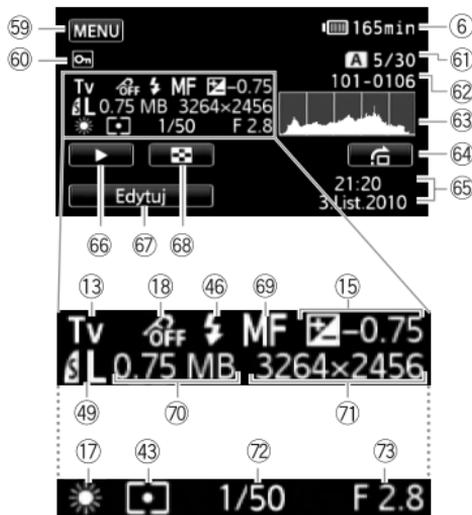 59 MENU 165min 6
60 A 5/30 61
101-0106 62
Tv OFF MF -0.75
L 0.75 MB 3264×2456 63
1/50 F 2.8
64
21:20 65
Edytuj 3.List.2010
66 67 68
13 18 46 69 15
Tv OFF MF -0.75
L 0.75 MB 3264×2456
49 70 71
17 43 72 73
1/50 F 2.8